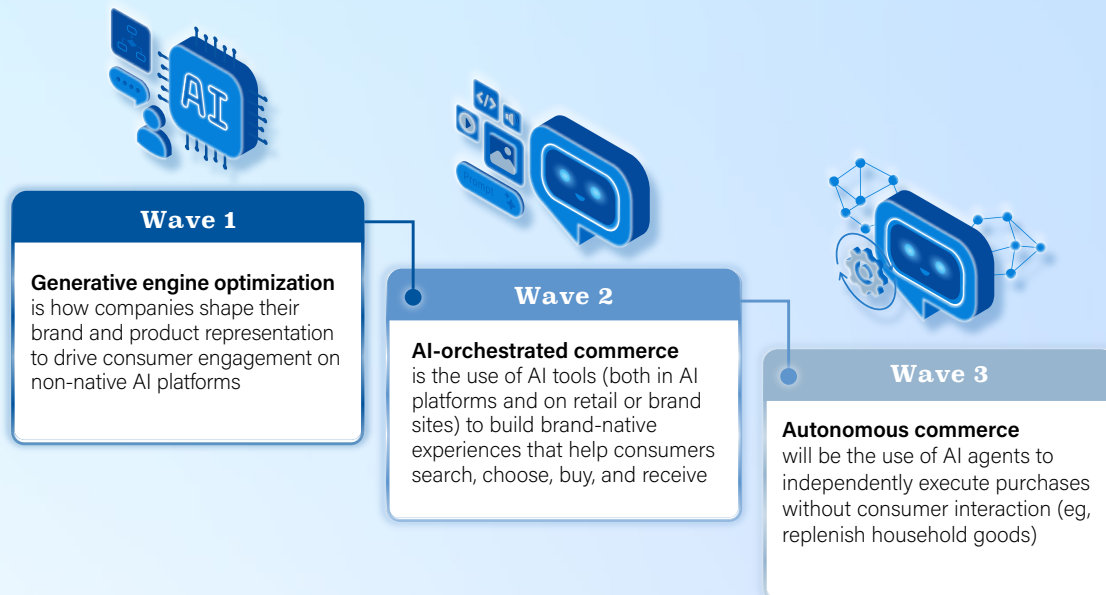 AI
Wave 1
Generative engine optimization
is how companies shape their
brand and product representation
to drive consumer engagement on
non-native AI platforms
</>
Prompt
Wave 2
AI-orchestrated commerce
is the use of AI tools (both in AI
platforms and on retail or brand
sites) to build brand-native
experiences that help consumers
search, choose, buy, and receive
Wave 3
Autonomous commerce
will be the use of AI agents to
independently execute purchases
without consumer interaction (eg,
replenish household goods)